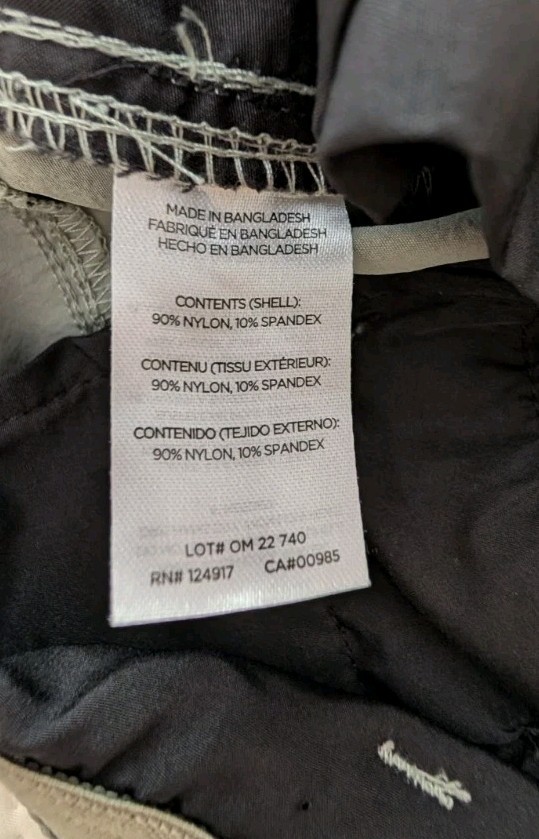 MADE IN BANGLADESH
FABRIQUÉ EN BANGLADESH
HECHO EN BANGLADESH
CONTENTS (SHELL):
90% NYLON, 10% SPANDEX
CONTENU (TISSU EXTÉRIEUR):
90% NYLON, 10% SPANDEX
CONTENIDO (TEJIDO EXTERNO):
90% NYLON, 10% SPANDEX
LOT# OM 22 740
RN# 124917 CA#00985